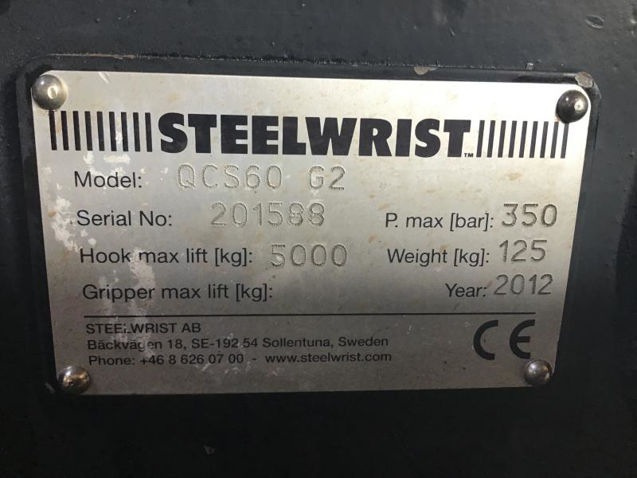 STEELWRIST™
Model: QCS60 G2
Serial No: 201588 P. max [bar]: 350
Hook max lift [kg]: 5000 Weight [kg]: 125
Gripper max lift [kg]: Year: 2012
STEELWRIST AB
Bäckvägen 18, SE-192 54 Sollentuna, Sweden
Phone: +46 8 626 07 00 - www.steelwrist.com
CE